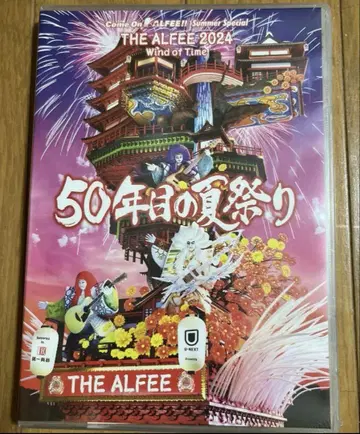 Come On ! ALFEE!! Summer Special
THE ALFEE 2024
Wind of Time
50年目の夏祭り
U-NEXT
THE ALFEE